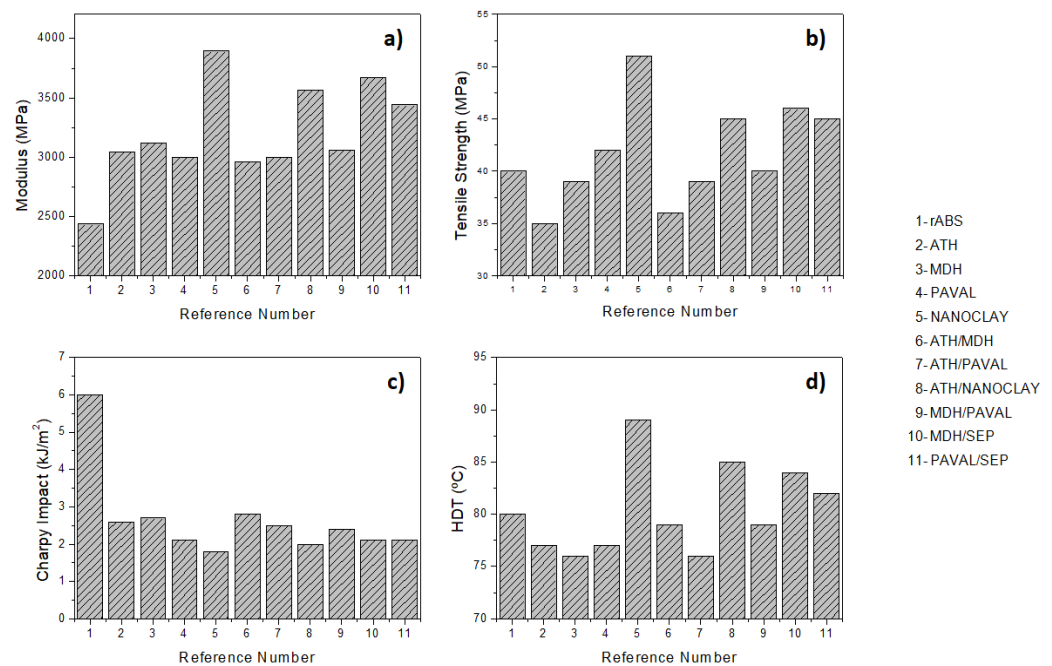 a)
4000
3500
3000
2500
2000
Modulus (MPa)
1 2 3 4 5 6 7 8 9 10 11
Reference Number
b)
55
50
45
40
35
30
Tensile Strength (MPa)
1 2 3 4 5 6 7 8 9 10 11
Reference Number
c)
7
6
5
4
3
2
1
0
Charpy Impact (kJ/m²)
1 2 3 4 5 6 7 8 9 10 11
Reference Number
d)
95
90
85
80
75
70
HDT (ºC)
1 2 3 4 5 6 7 8 9 10 11
Reference Number
1- rABS
2- ATH
3- MDH
4- PAVAL
5- NANOCLAY
6- ATH/MDH
7- ATH/PAVAL
8- ATH/NANOCLAY
9- MDH/PAVAL
10- MDH/SEP
11- PAVAL/SEP